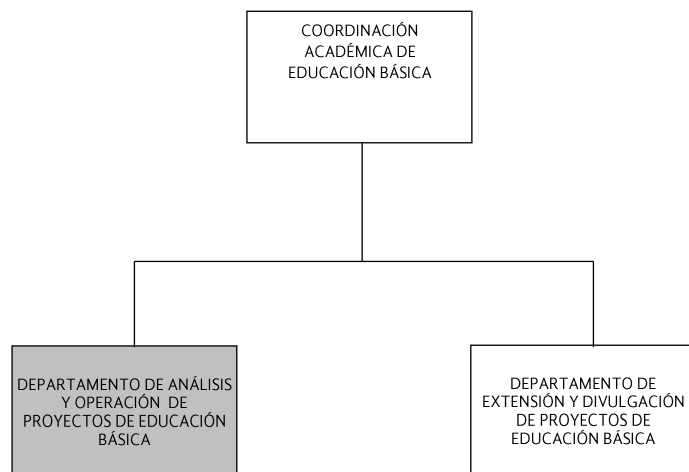 COORDINACIÓN
ACADÉMICA DE
EDUCACIÓN BÁSICA
DEPARTAMENTO DE ANÁLISIS
Y OPERACIÓN DE
PROYECTOS DE EDUCACIÓN
BÁSICA
DEPARTAMENTO DE
EXTENSIÓN Y DIVULGACIÓN
DE PROYECTOS DE
EDUCACIÓN BÁSICA